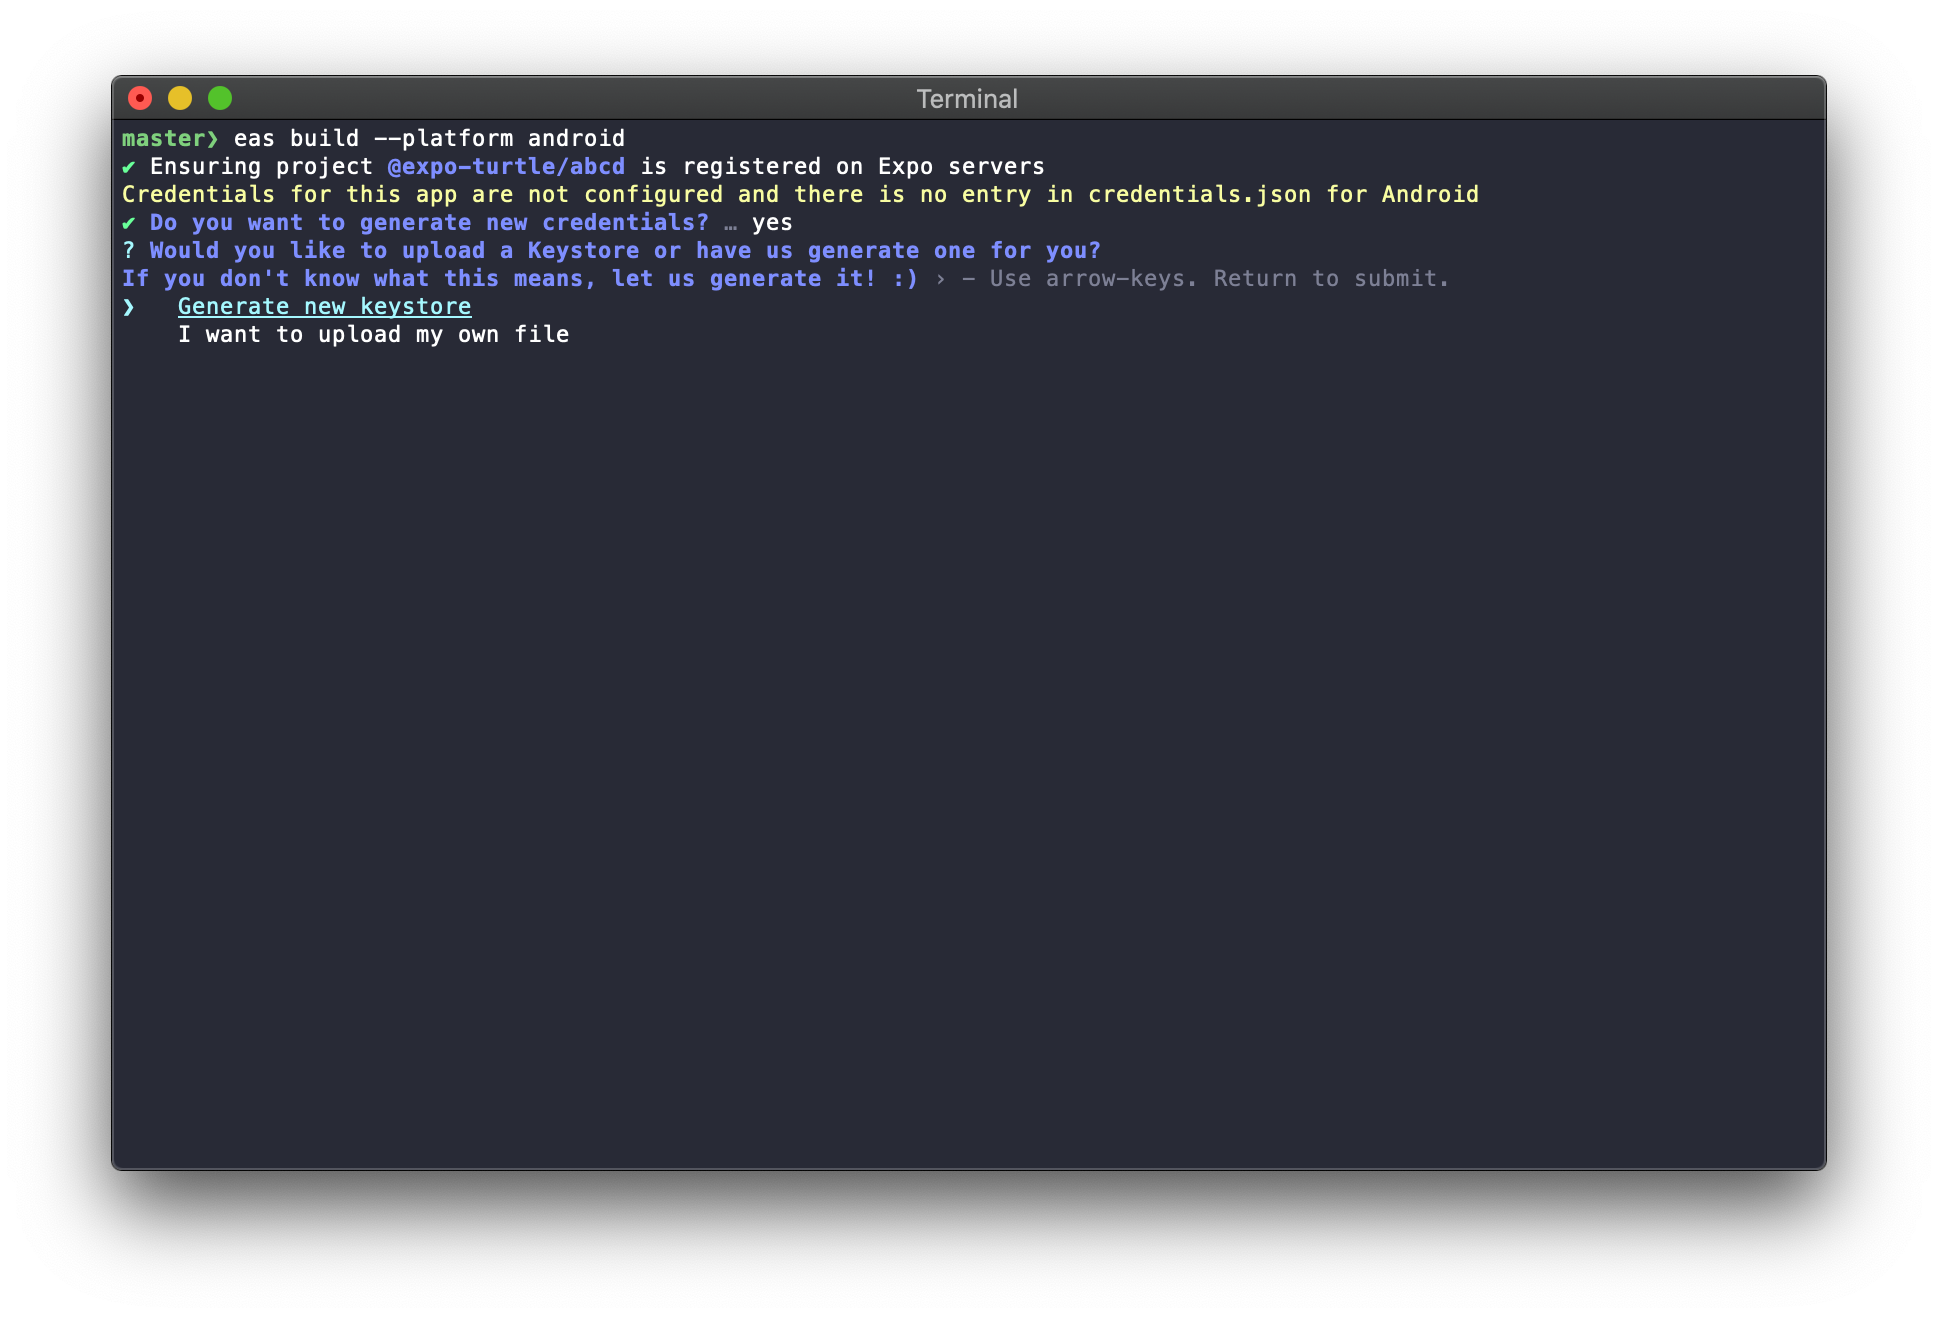 Terminal
master❯ eas build --platform android
✔ Ensuring project @expo-turtle/abcd is registered on Expo servers
Credentials for this app are not configured and there is no entry in credentials.json for Android
✔ Do you want to generate new credentials? … yes
? Would you like to upload a Keystore or have us generate one for you?
If you don't know what this means, let us generate it! :) › - Use arrow-keys. Return to submit.
❯   Generate new keystore
    I want to upload my own file